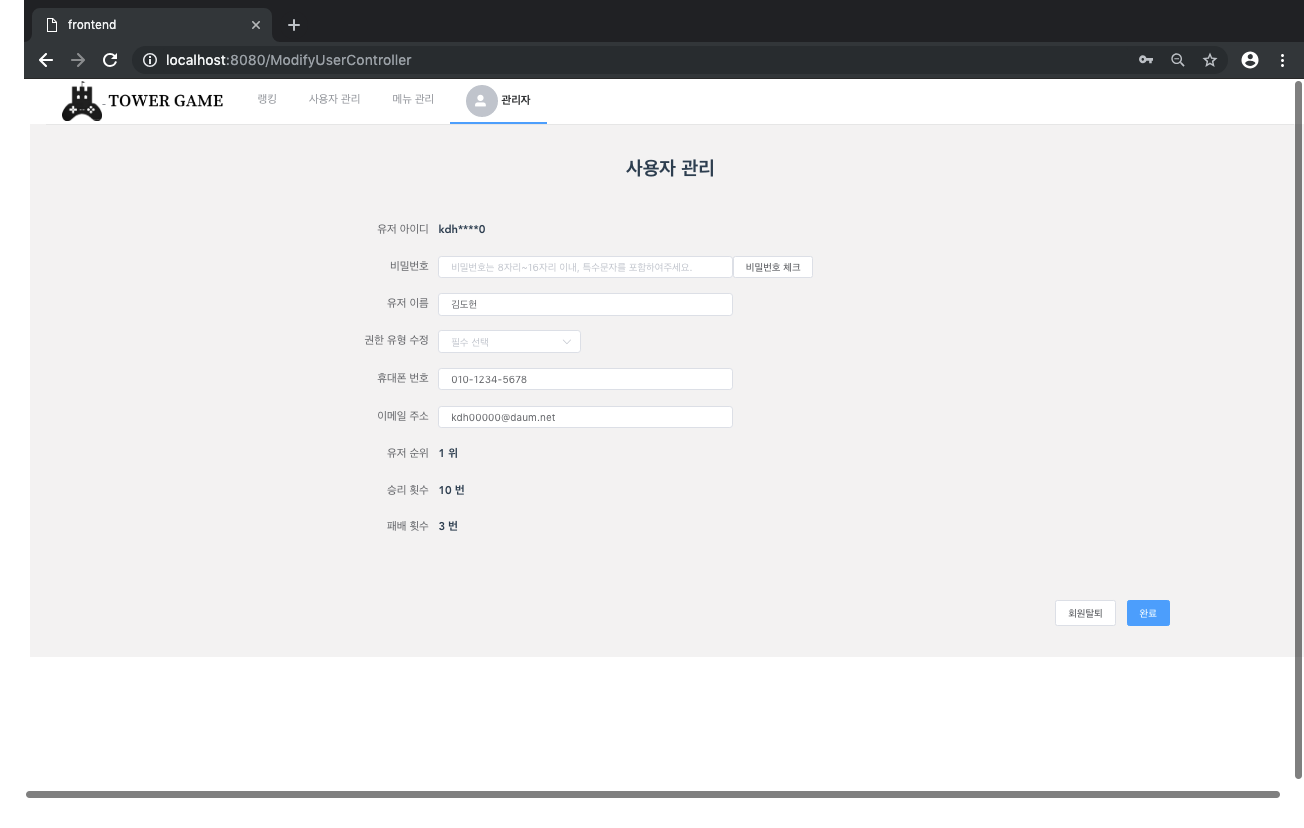 frontend
localhost:8080/ModifyUserController
TOWER GAME 랭킹 사용자 관리 메뉴 관리 관리자
사용자 관리
유저 아이디 kdh****0
비밀번호 비밀번호는 8자리~16자리 이내, 특수문자를 포함하여주세요. 비밀번호 체크
유저 이름 김도헌
권한 유형 수정 필수 선택
휴대폰 번호 010-1234-5678
이메일 주소 kdh00000@daum.net
유저 순위 1 위
승리 횟수 10 번
패배 횟수 3 번
회원탈퇴 완료